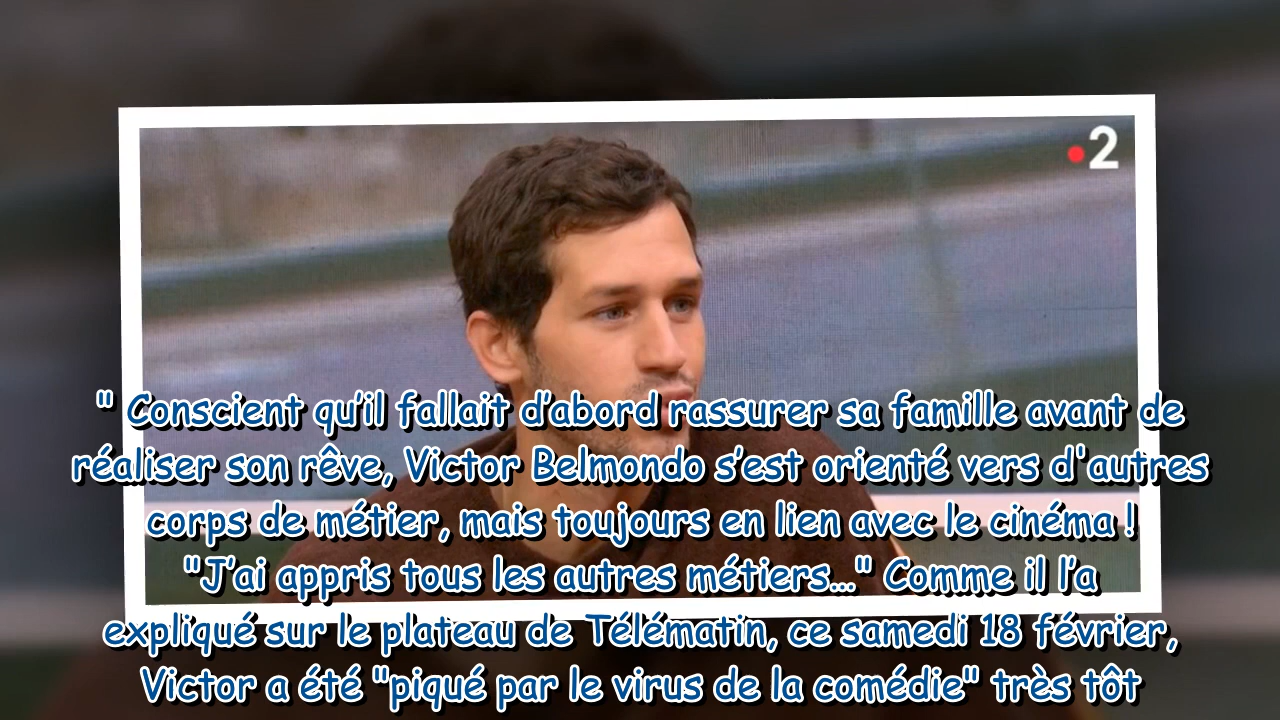 2
" Conscient qu’il fallait d’abord rassurer sa famille avant de
réaliser son rêve, Victor Belmondo s’est orienté vers d'autres
corps de métier, mais toujours en lien avec le cinéma !
"J’ai appris tous les autres métiers..." Comme il l’a
expliqué sur le plateau de Télématin, ce samedi 18 février,
Victor a été "piqué par le virus de la comédie" très tôt